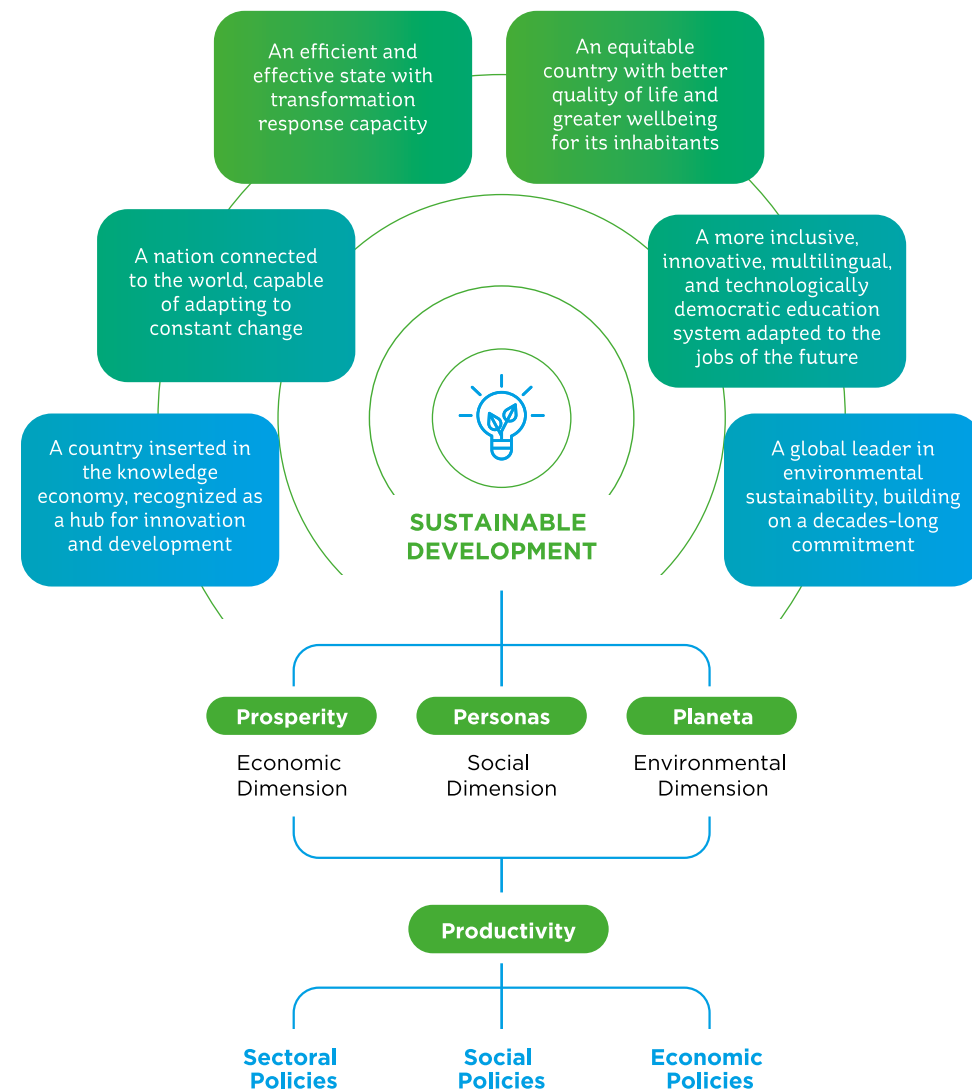 An efficient and
effective state with
transformation
response capacity
An equitable
country with better
quality of life and
greater wellbeing
for its inhabitants
A nation connected
to the world, capable
of adapting to
constant change
A more inclusive,
innovative, multilingual,
and technologically
democratic education
system adapted to the
jobs of the future
A country inserted in
the knowledge
economy, recognized as
a hub for innovation
and development
A global leader in
environmental
sustainability, building
on a decades-long
commitment
SUSTAINABLE
DEVELOPMENT
Prosperity
Personas
Planeta
Economic
Dimension
Social
Dimension
Environmental
Dimension
Productivity
Sectoral
Policies
Social
Policies
Economic
Policies